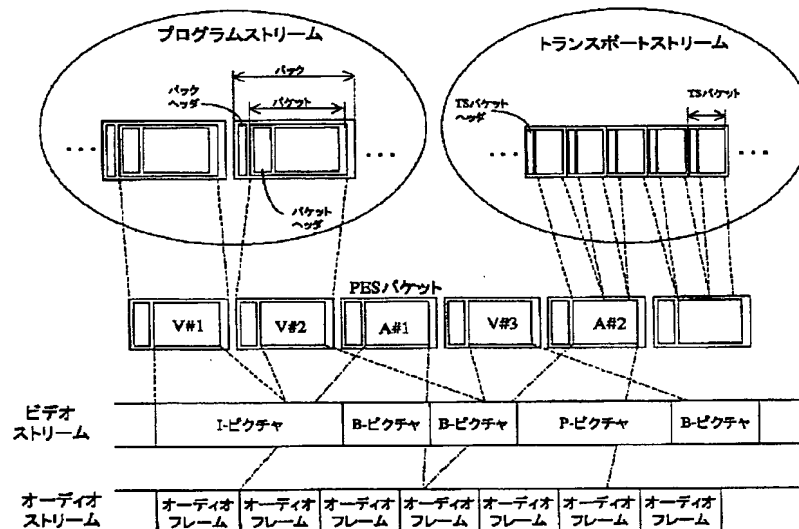 プログラムストリーム
トランスポートストリーム
パック
パック
ヘッダ
パケット
TSパケット
TSパケット
ヘッダ
...
...
...
...
パケット
ヘッダ
PESパケット
V#1
V#2
A#1
V#3
A#2
ビデオ
ストリーム
I-ピクチャ
B-ピクチャ
B-ピクチャ
P-ピクチャ
B-ピクチャ
オーディオ
ストリーム
オーディオ
フレーム
オーディオ
フレーム
オーディオ
フレーム
オーディオ
フレーム
オーディオ
フレーム
オーディオ
フレーム
オーディオ
フレーム